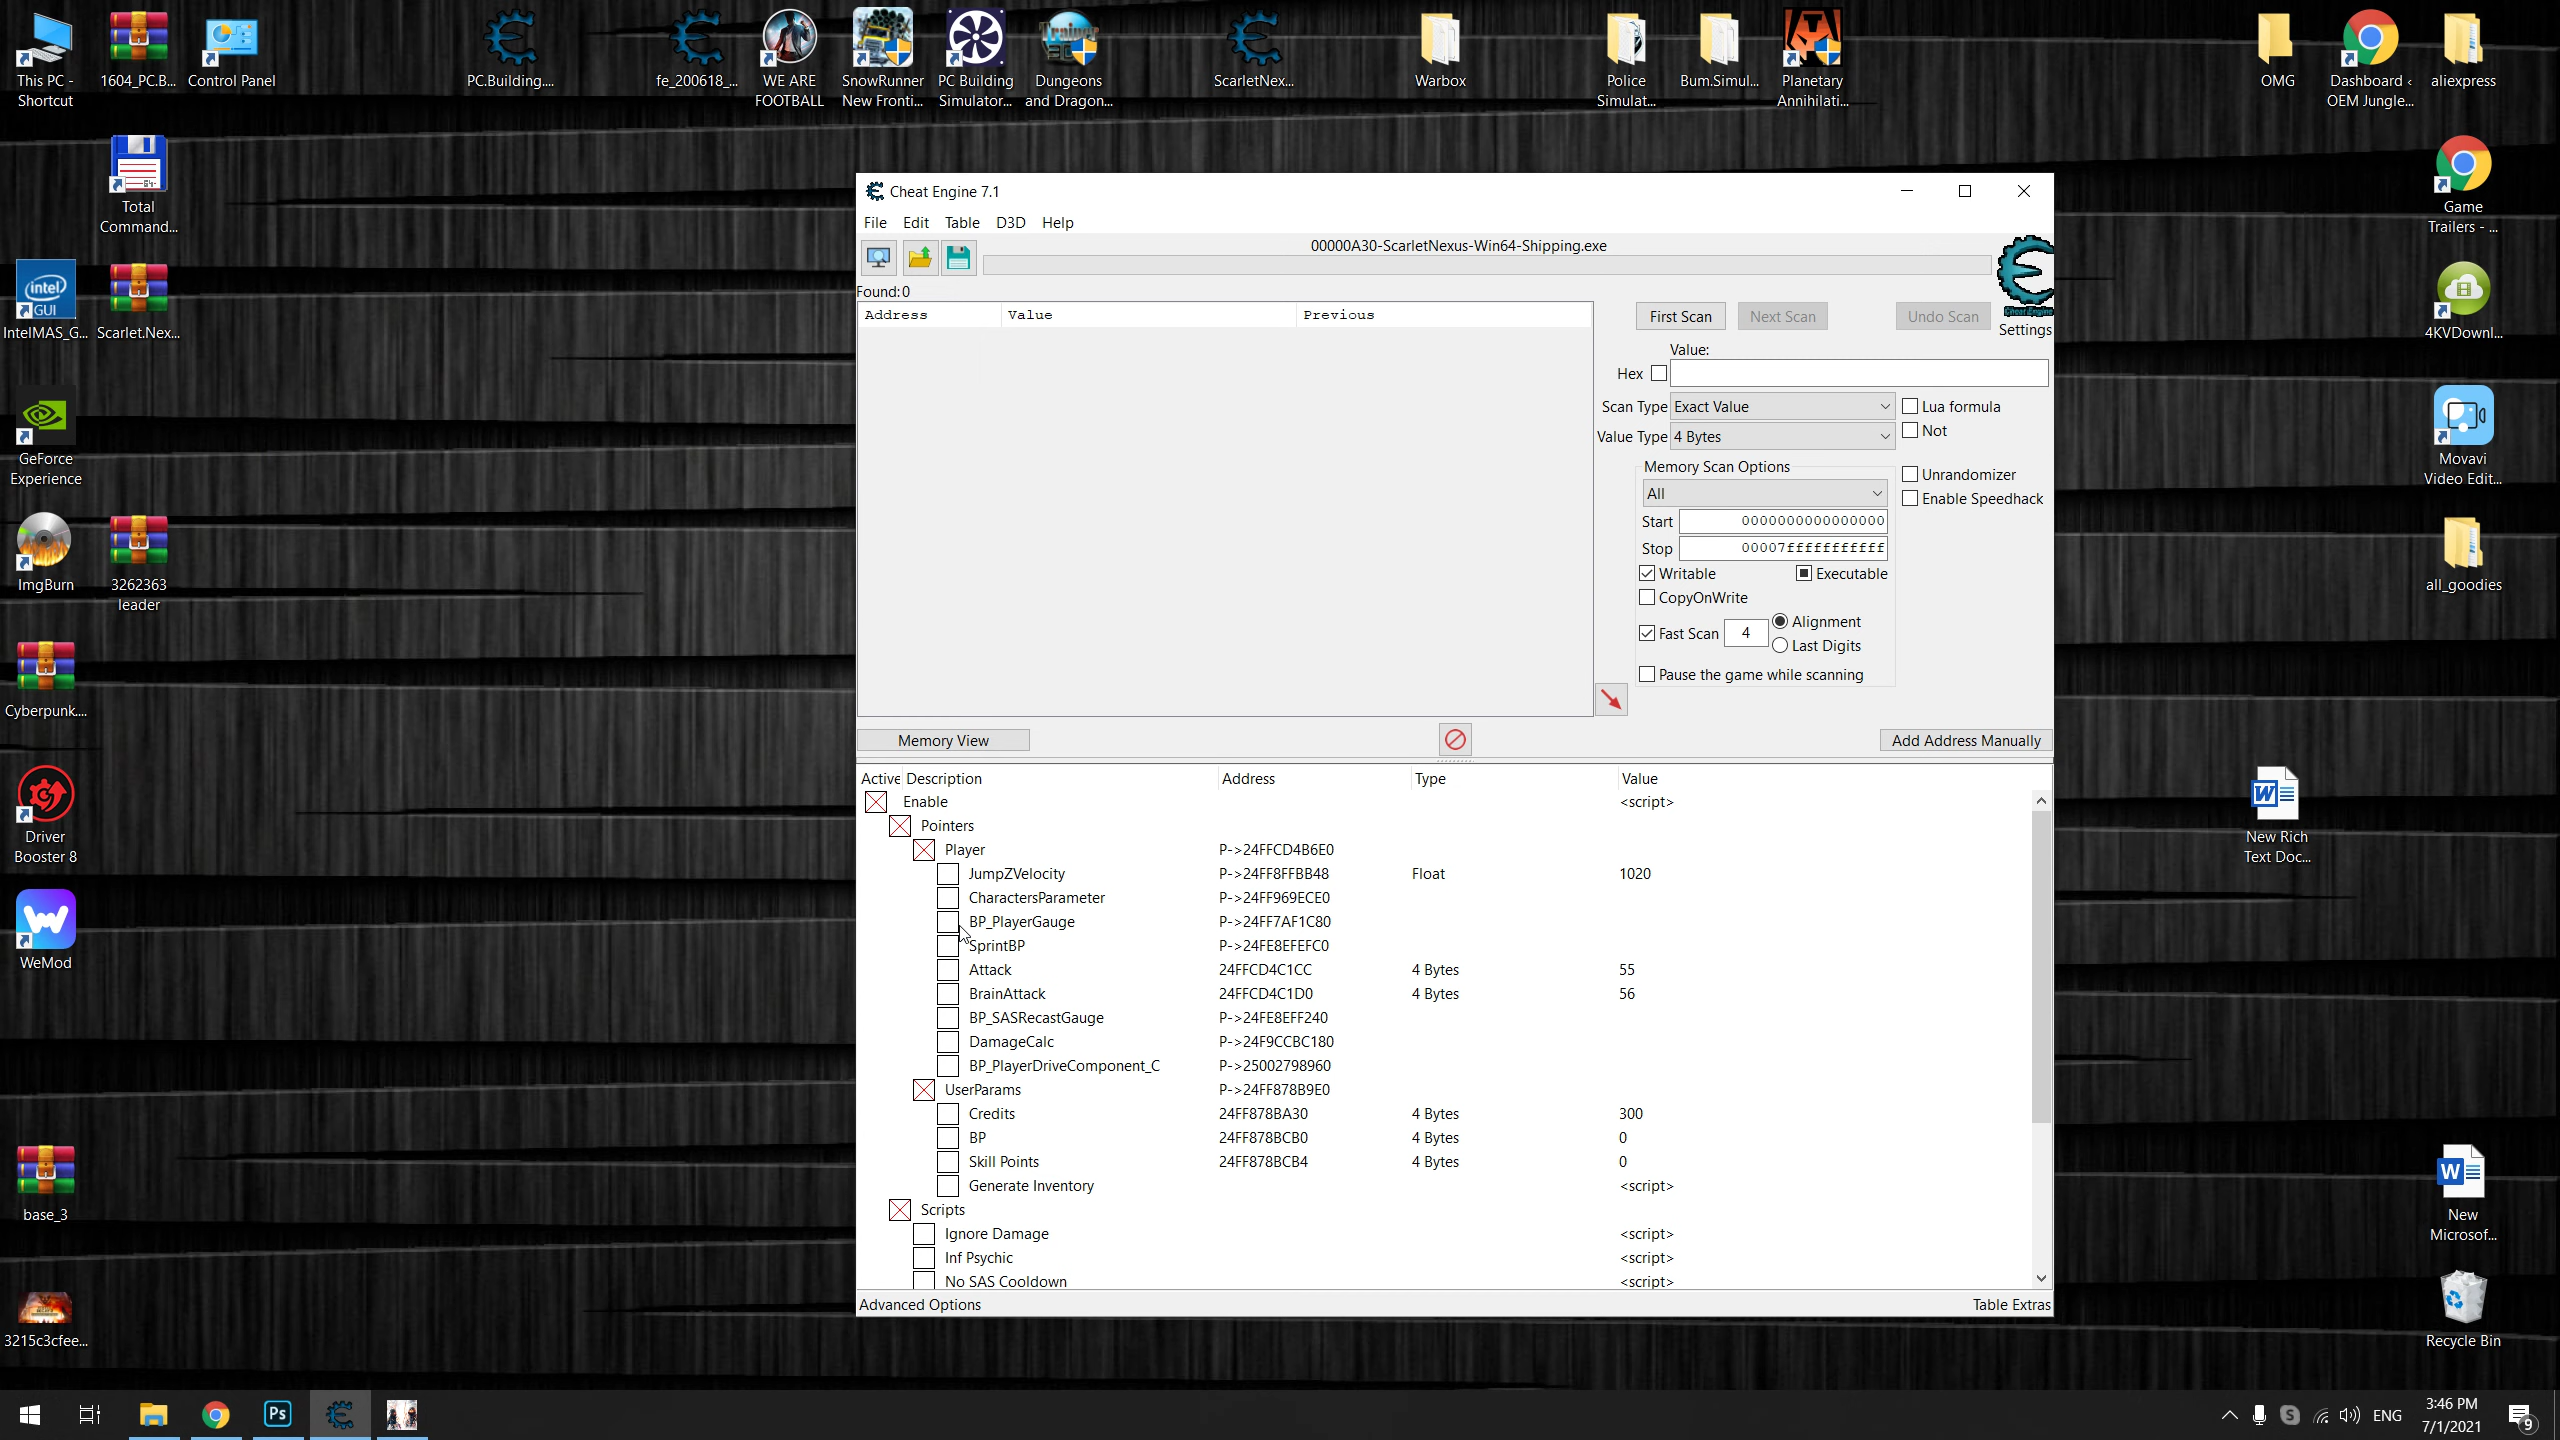 This PC -
Shortcut
1604_PC.B...
Control Panel
PC.Building....
fe_200618_...
WE ARE
FOOTBALL
SnowRunner
New Fronti...
PC Building
Simulator...
Dungeons
and Dragon...
ScarletNex...
Warbox
Police
Simulat...
Bum.Simul...
Planetary
Annihilati...
OMG
Dashboard ‹
OEM Jungle...
aliexpress
Total
Command...
Game
Trailers - ...
intel
GUI
IntelMAS_G...
Scarlet.Nex...
4KVDownl...
GeForce
Experience
Movavi
Video Edit...
ImgBurn
3262363
leader
all_goodies
Cyberpunk....
Driver
Booster 8
New Rich
Text Doc...
WeMod
base_3
New
Microsof...
3215c3cfee...
Recycle Bin
Cheat Engine 7.1
File Edit Table D3D Help
00000A30-ScarletNexus-Win64-Shipping.exe
Found: 0
Address Value Previous
First Scan Next Scan Undo Scan
Cheat Engine
Settings
Value:
Hex
Scan Type Exact Value
Lua formula
Value Type 4 Bytes
Not
Memory Scan Options
All
Unrandomizer
Enable Speedhack
Start 0000000000000000
Stop 00007fffffffffff
Writable Executable
CopyOnWrite
Fast Scan 4 Alignment
Last Digits
Pause the game while scanning
Memory View Add Address Manually
Active Description Address Type Value
Enable <script>
Pointers
Player P->24FFCD4B6E0
JumpZVelocity P->24FF8FFBB48 Float 1020
CharactersParameter P->24FF969ECE0
BP_PlayerGauge P->24FF7AF1C80
SprintBP P->24FE8EFEFC0
Attack 24FFCD4C1CC 4 Bytes 55
BrainAttack 24FFCD4C1D0 4 Bytes 56
BP_SASRecastGauge P->24FE8EFF240
DamageCalc P->24F9CCBC180
BP_PlayerDriveComponent_C P->25002798960
UserParams P->24FF878B9E0
Credits 24FF878BA30 4 Bytes 300
BP 24FF878BCB0 4 Bytes 0
Skill Points 24FF878BCB4 4 Bytes 0
Generate Inventory <script>
Scripts
Ignore Damage <script>
Inf Psychic <script>
No SAS Cooldown <script>
Advanced Options Table Extras
Ps
ENG
3:46 PM
7/1/2021
9